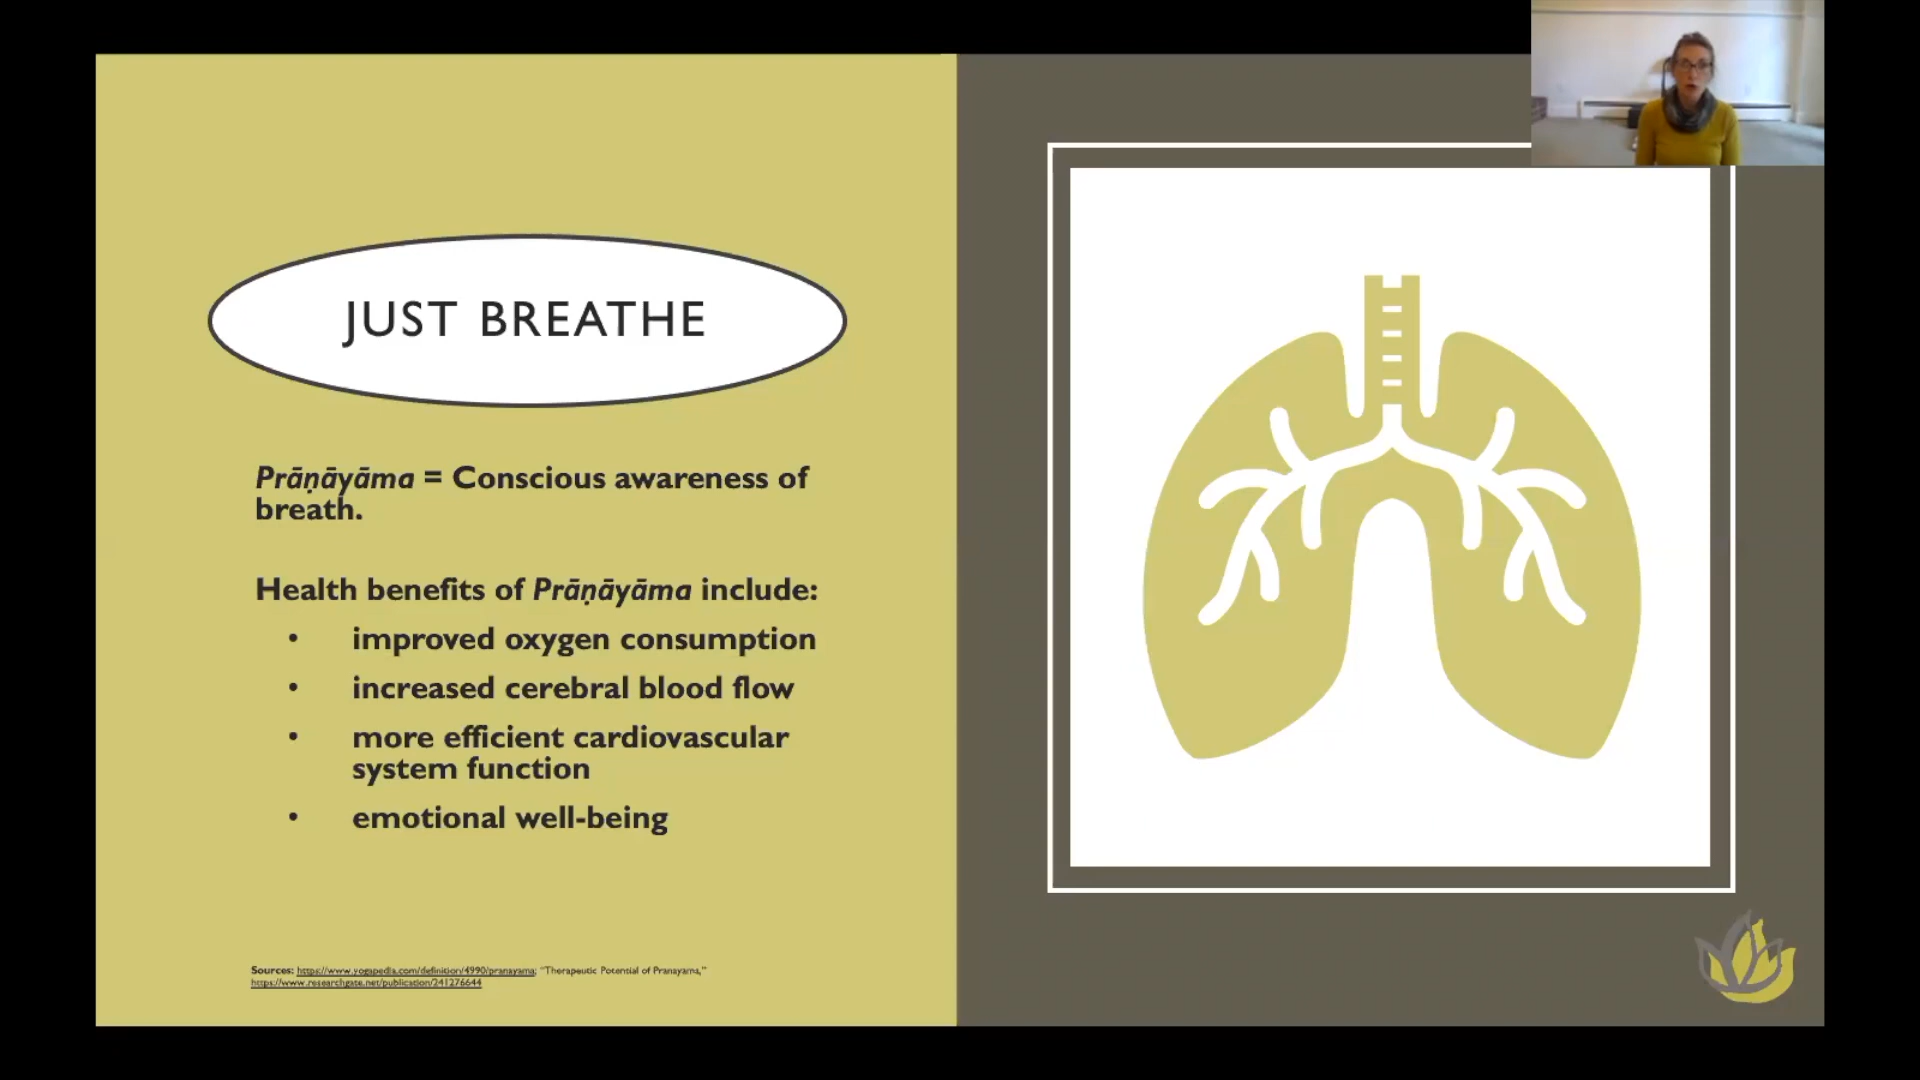 JUST BREATHE
Prāṇāyāma = Conscious awareness of
breath.
Health benefits of Prāṇāyāma include:
• improved oxygen consumption
• increased cerebral blood flow
• more efficient cardiovascular
system function
• emotional well-being
Sources: https://www.yogapedia.com/definition/4990/pranayama; "Therapeutic Potential of Pranayama,"
https://www.researchgate.net/publication/241276644